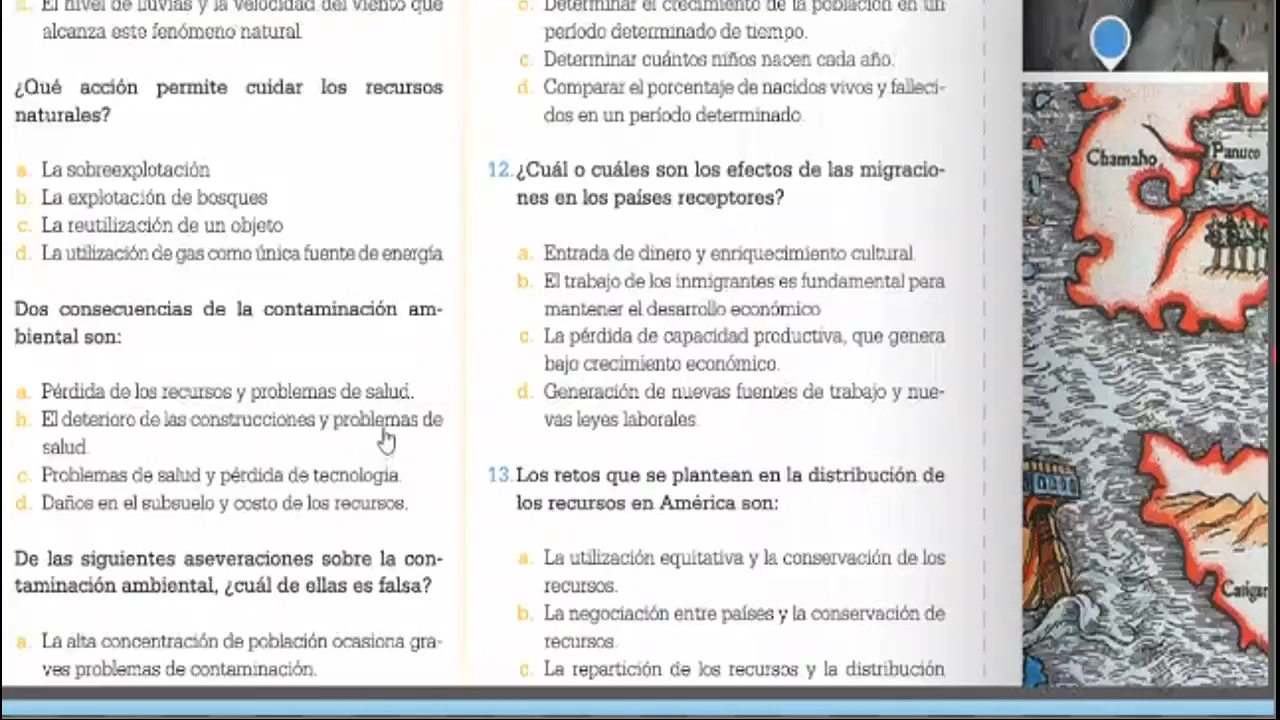 El nivel de lluvias y la velocidad del viento que
alcanza este fenómeno natural.
¿Qué acción permite cuidar los recursos
naturales?
a. La sobreexplotación
b. La explotación de bosques
c. La reutilización de un objeto
d. La utilización de gas como única fuente de energía
Dos consecuencias de la contaminación am-
biental son:
a. Pérdida de los recursos y problemas de salud.
b. El deterioro de las construcciones y problemas de
salud.
c. Problemas de salud y pérdida de tecnología.
d. Daños en el subsuelo y costo de los recursos.
De las siguientes aseveraciones sobre la con-
taminación ambiental, ¿cuál de ellas es falsa?
a. La alta concentración de población ocasiona gra-
ves problemas de contaminación.
b. Determinar el crecimiento de la población en un
período determinado de tiempo.
c. Determinar cuántos niños nacen cada año.
d. Comparar el porcentaje de nacidos vivos y falleci-
dos en un período determinado.
12. ¿Cuál o cuáles son los efectos de las migracio-
nes en los países receptores?
a. Entrada de dinero y enriquecimiento cultural.
b. El trabajo de los inmigrantes es fundamental para
mantener el desarrollo económico
c. La pérdida de capacidad productiva, que genera
bajo crecimiento económico.
d. Generación de nuevas fuentes de trabajo y nue-
vas leyes laborales.
13. Los retos que se plantean en la distribución de
los recursos en América son:
a. La utilización equitativa y la conservación de los
recursos.
b. La negociación entre países y la conservación de
recursos.
c. La repartición de los recursos y la distribución
Chamaho
Panuco